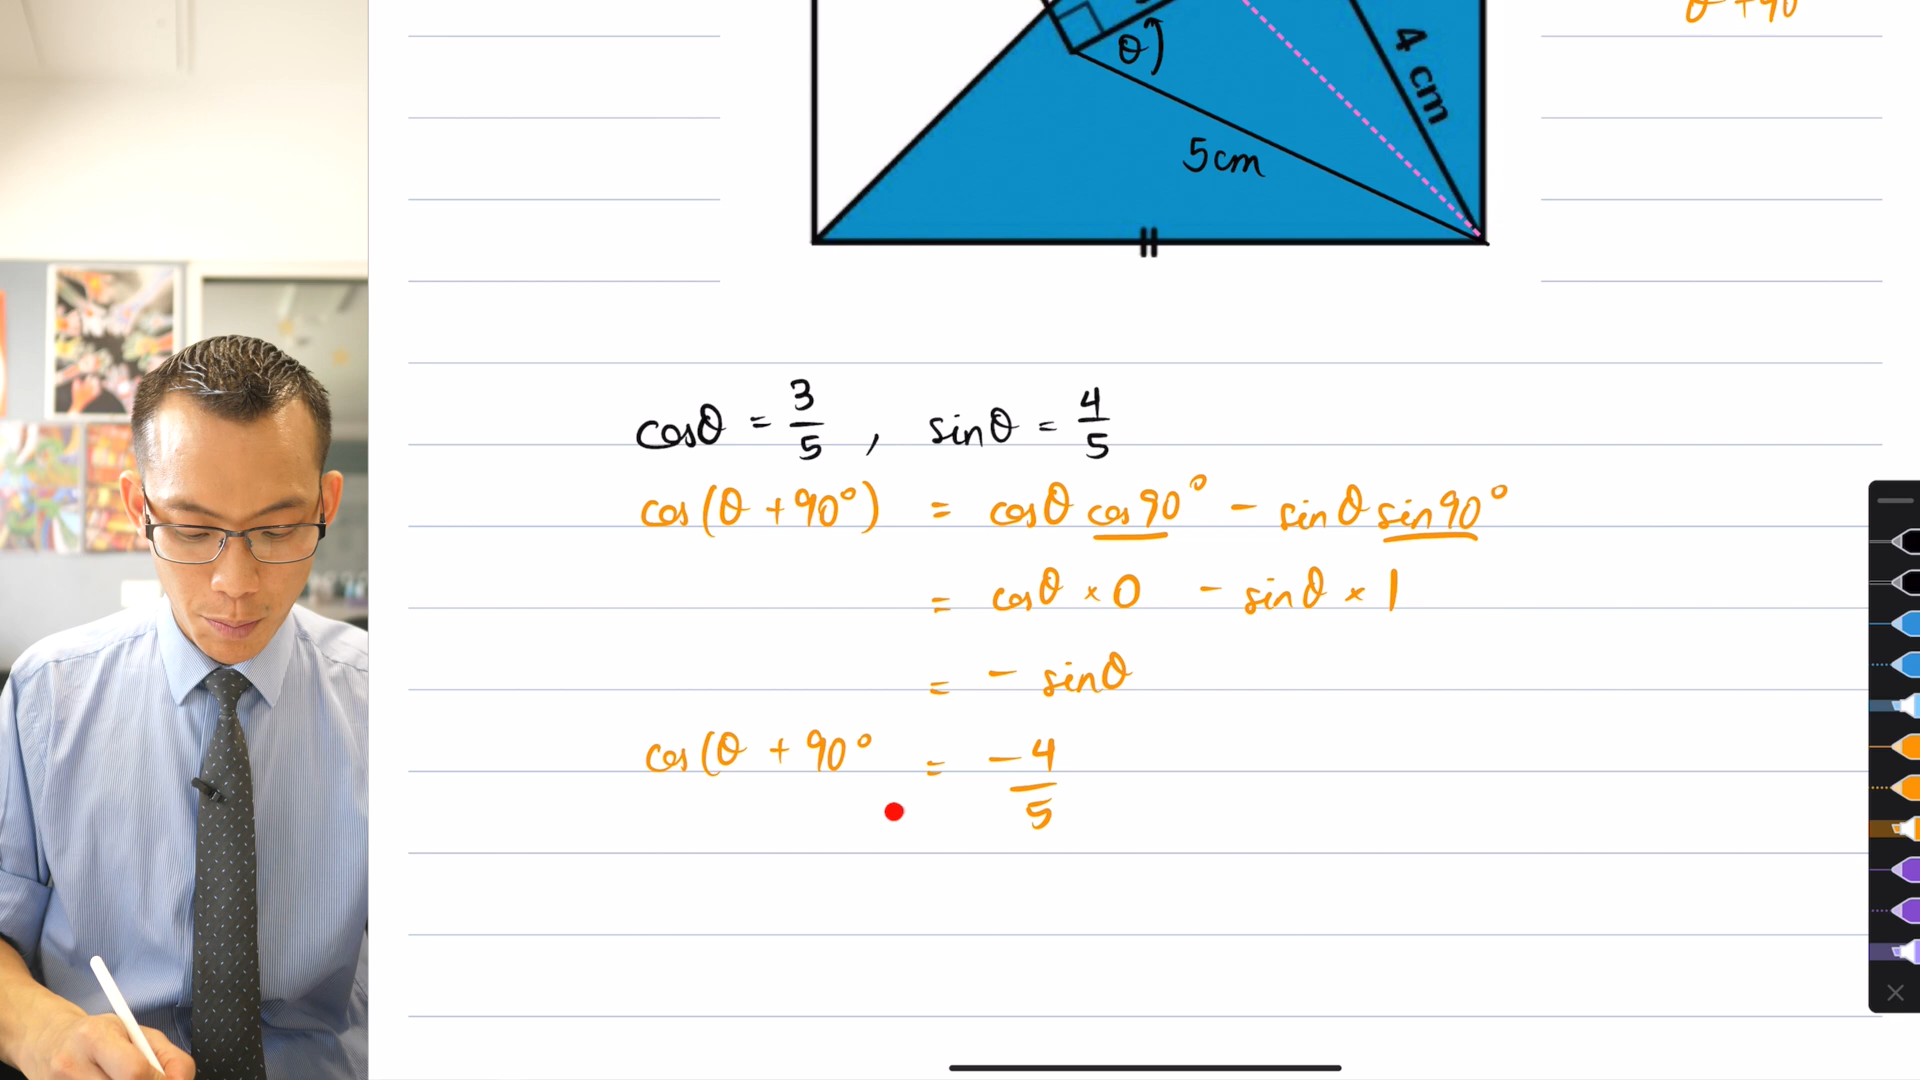 θ + 90
θ
4 cm
5cm
cosθ = 3/5 , sinθ = 4/5
cos(θ + 90°) = cosθ cos90° - sinθ sin90°
= cosθ × 0 - sinθ × 1
= - sinθ
cos(θ + 90° = -4/5